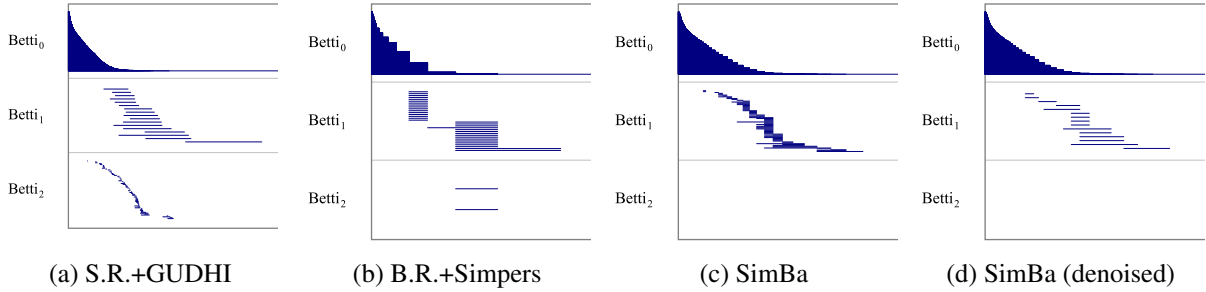 Betti0
Betti1
Betti2
Betti0
Betti1
Betti2
Betti0
Betti1
Betti2
Betti0
Betti1
Betti2
(a) S.R.+GUDHI
(b) B.R.+Simpers
(c) SimBa
(d) SimBa (denoised)